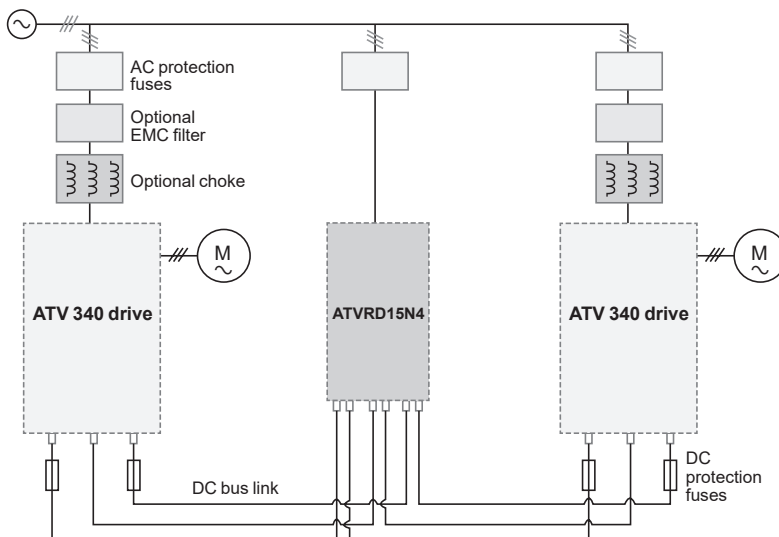 AC protection
fuses
Optional
EMC filter
Optional choke
M
M
ATV 340 drive
ATVRD15N4
ATV 340 drive
DC bus link
DC
protection
fuses